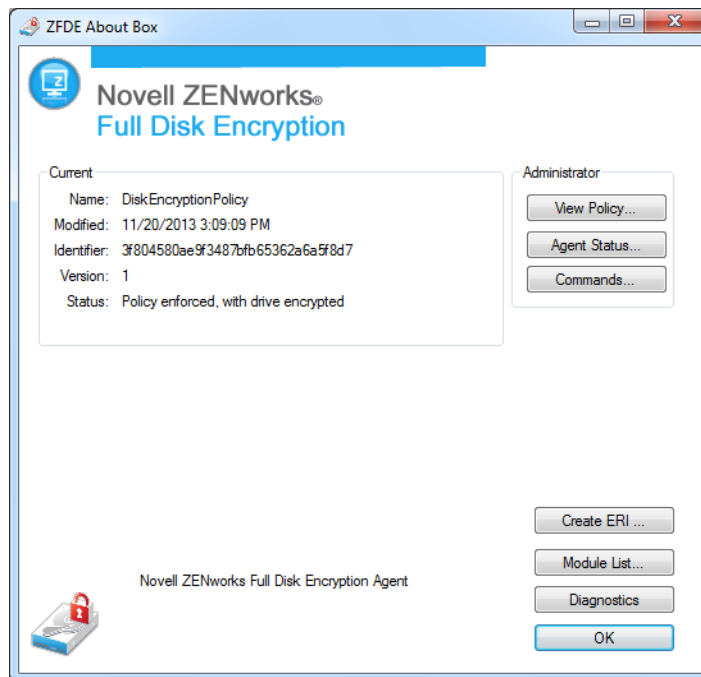 ZFDE About Box
Z
Novell ZENworks®
Full Disk Encryption
Current
Name: DiskEncryptionPolicy
Modified: 11/20/2013 3:09:09 PM
Identifier: 3f804580ae9f3487bfb65362a6a5f8d7
Version: 1
Status: Policy enforced, with drive encrypted
Administrator
View Policy...
Agent Status...
Commands...
Create ERI ...
Module List...
Diagnostics
OK
Novell ZENworks Full Disk Encryption Agent